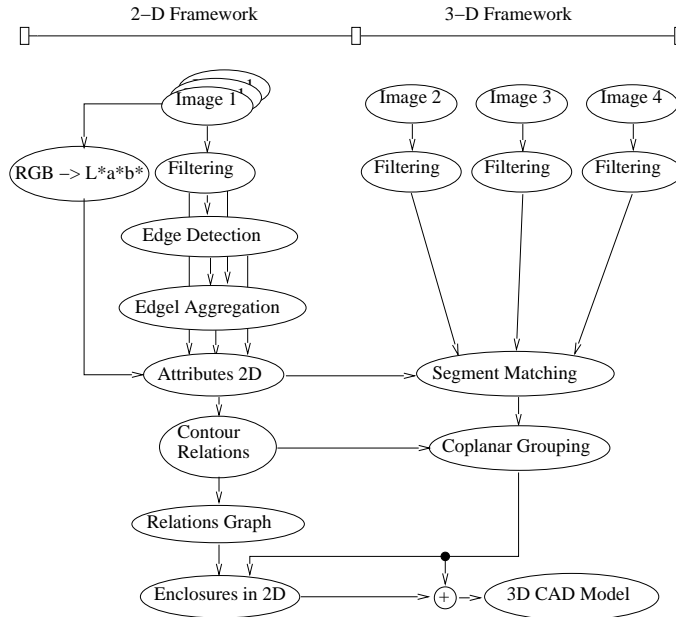 2-D Framework
3-D Framework
Image 1
Image 2
Image 3
Image 4
RGB -> L*a*b*
Filtering
Filtering
Filtering
Filtering
Edge Detection
Edgel Aggregation
Attributes 2D
Segment Matching
Contour
Relations
Coplanar Grouping
Relations Graph
Enclosures in 2D
+
3D CAD Model